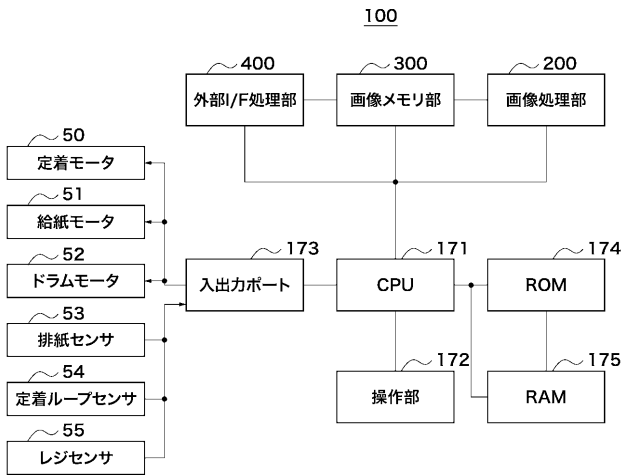 100
400
300
200
外部I/F処理部
画像メモリ部
画像処理部
50
定着モータ
51
給紙モータ
52
ドラムモータ
53
排紙センサ
54
定着ループセンサ
55
レジセンサ
173
入出力ポート
171
CPU
174
ROM
172
操作部
175
RAM